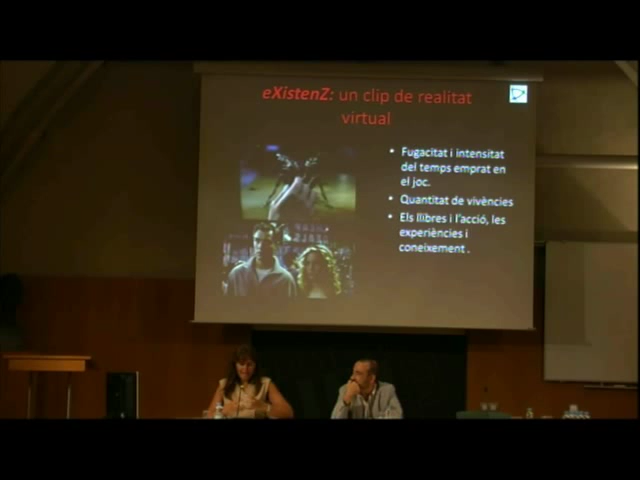 eXistenZ: un clip de realitat
virtual
• Fugacitat i intensitat
del temps emprat en
el joc.
• Quantitat de vivències
• Els llibres i l'acció, les
experiències i
coneixement .